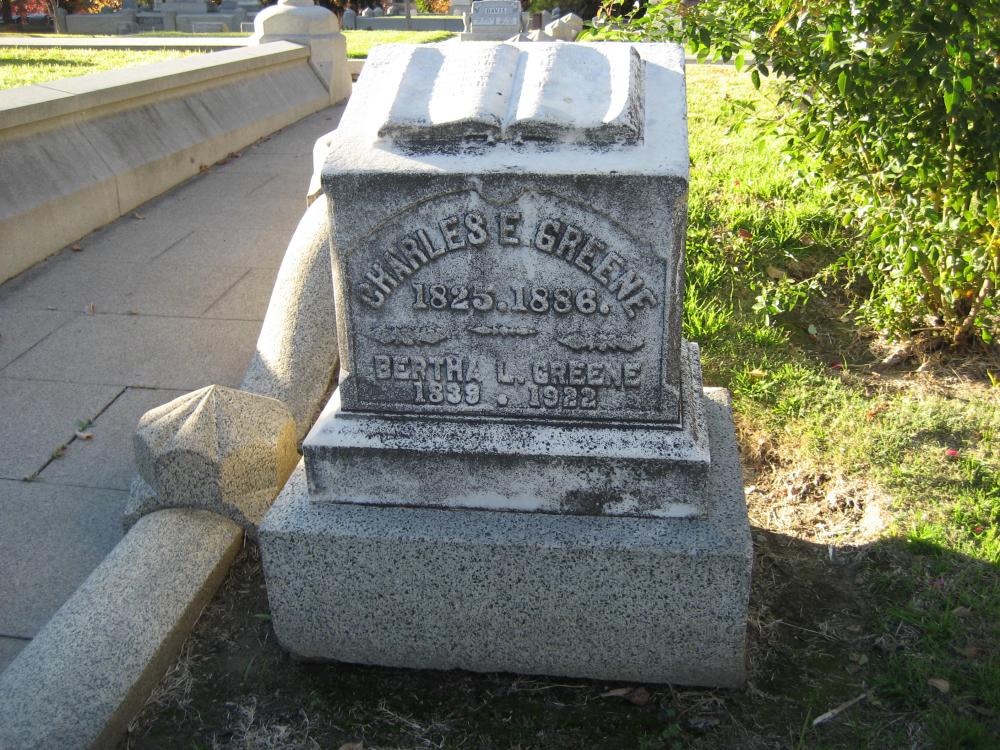 CHARLES E. GREENE
1825. 1886.
BERTHA L. GREENE
1839 . 1922